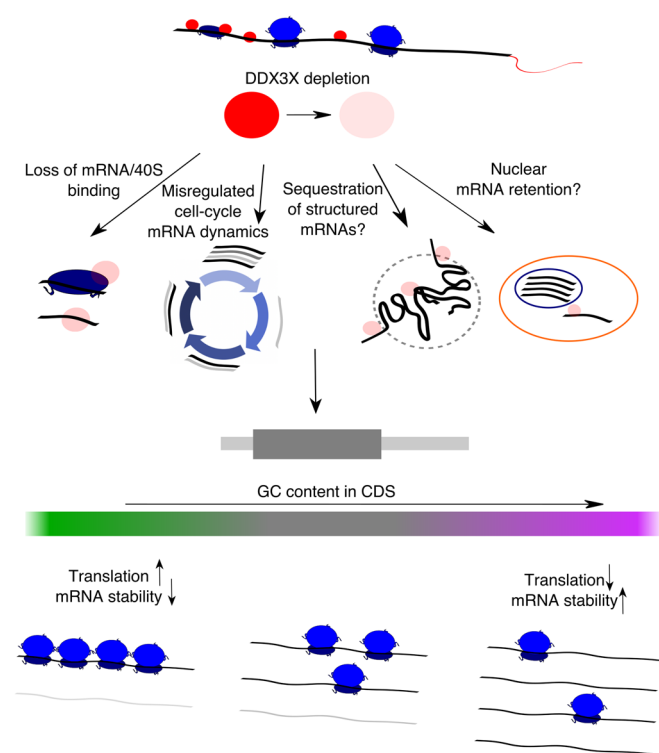 DDX3X depletion
Loss of mRNA/40S
binding
Misregulated
cell-cycle
mRNA dynamics
Sequestration
of structured
mRNAs?
Nuclear
mRNA retention?
GC content in CDS
Translation
mRNA stability
Translation
mRNA stability